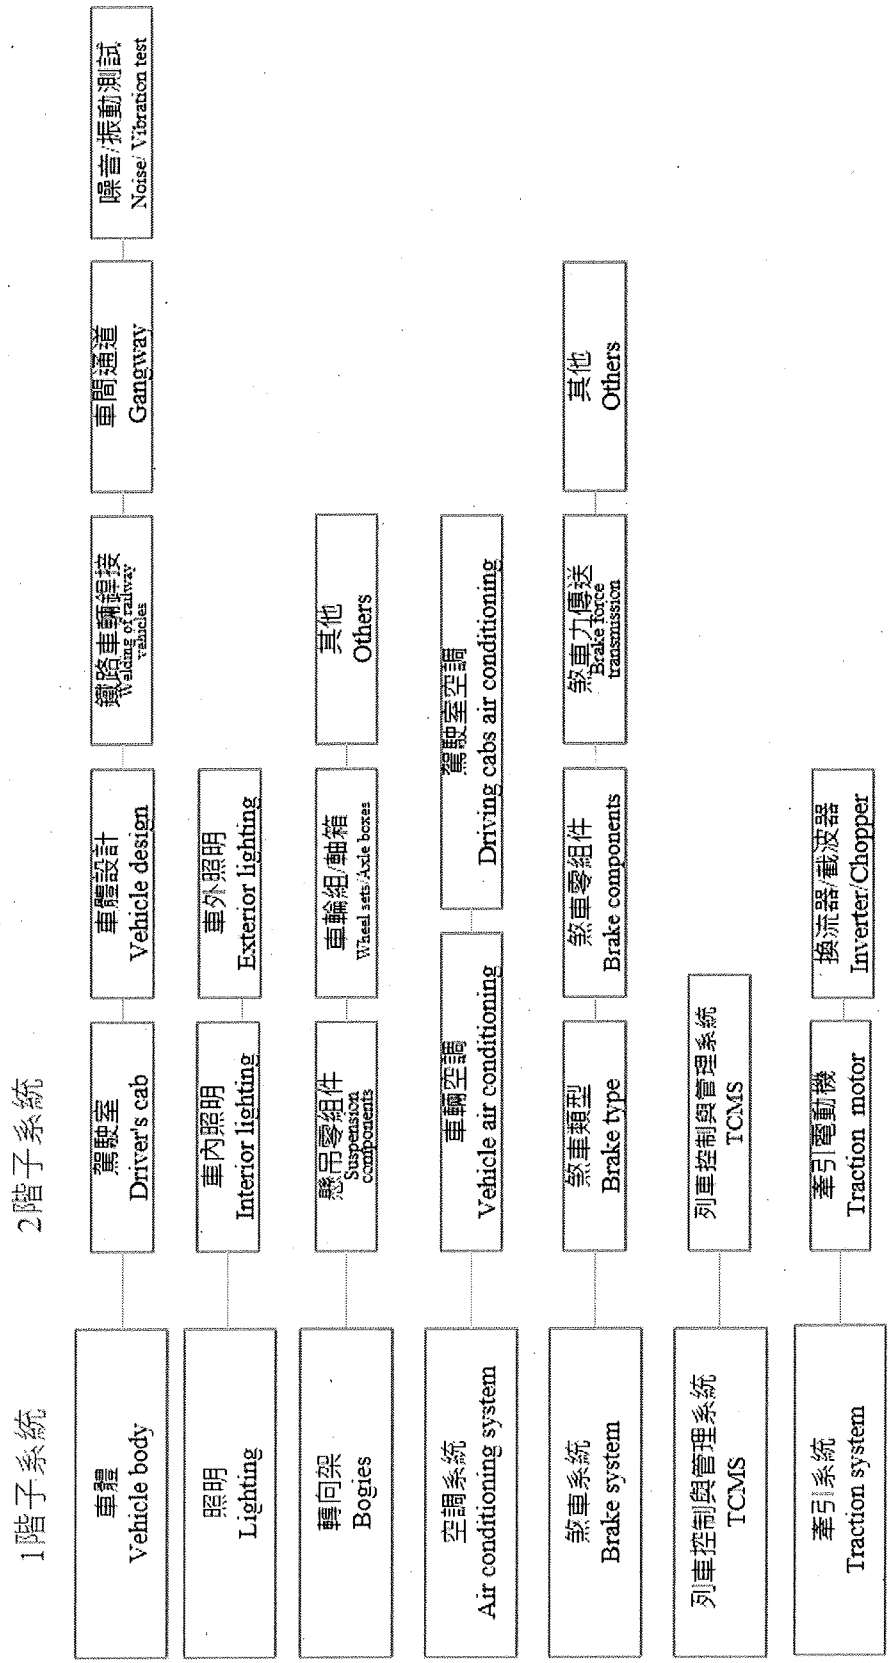 1階子系統
2階子系統
車體
Vehicle body
駕駛室
Driver's cab
車體設計
Vehicle design
鐵路車輛銲接
Welding of railway
vehicles
車間通道
Gangway
噪音/振動測試
Noise/ Vibration test
照明
Lighting
車內照明
Interior lighting
車外照明
Exterior lighting
轉向架
Bogies
懸吊零組件
Suspension
components
車輪組/軸箱
Wheel sets/Axle boxes
其他
Others
空調系統
Air conditioning system
車輛空調
Vehicle air conditioning
駕駛室空調
Driving cabs air conditioning
煞車系統
Brake system
煞車類型
Brake type
煞車零組件
Brake components
煞車力傳送
Brake force
transmission
其他
Others
列車控制與管理系統
TCMS
列車控制與管理系統
TCMS
牽引系統
Traction system
牽引電動機
Traction motor
換流器/截波器
Inverter/Chopper